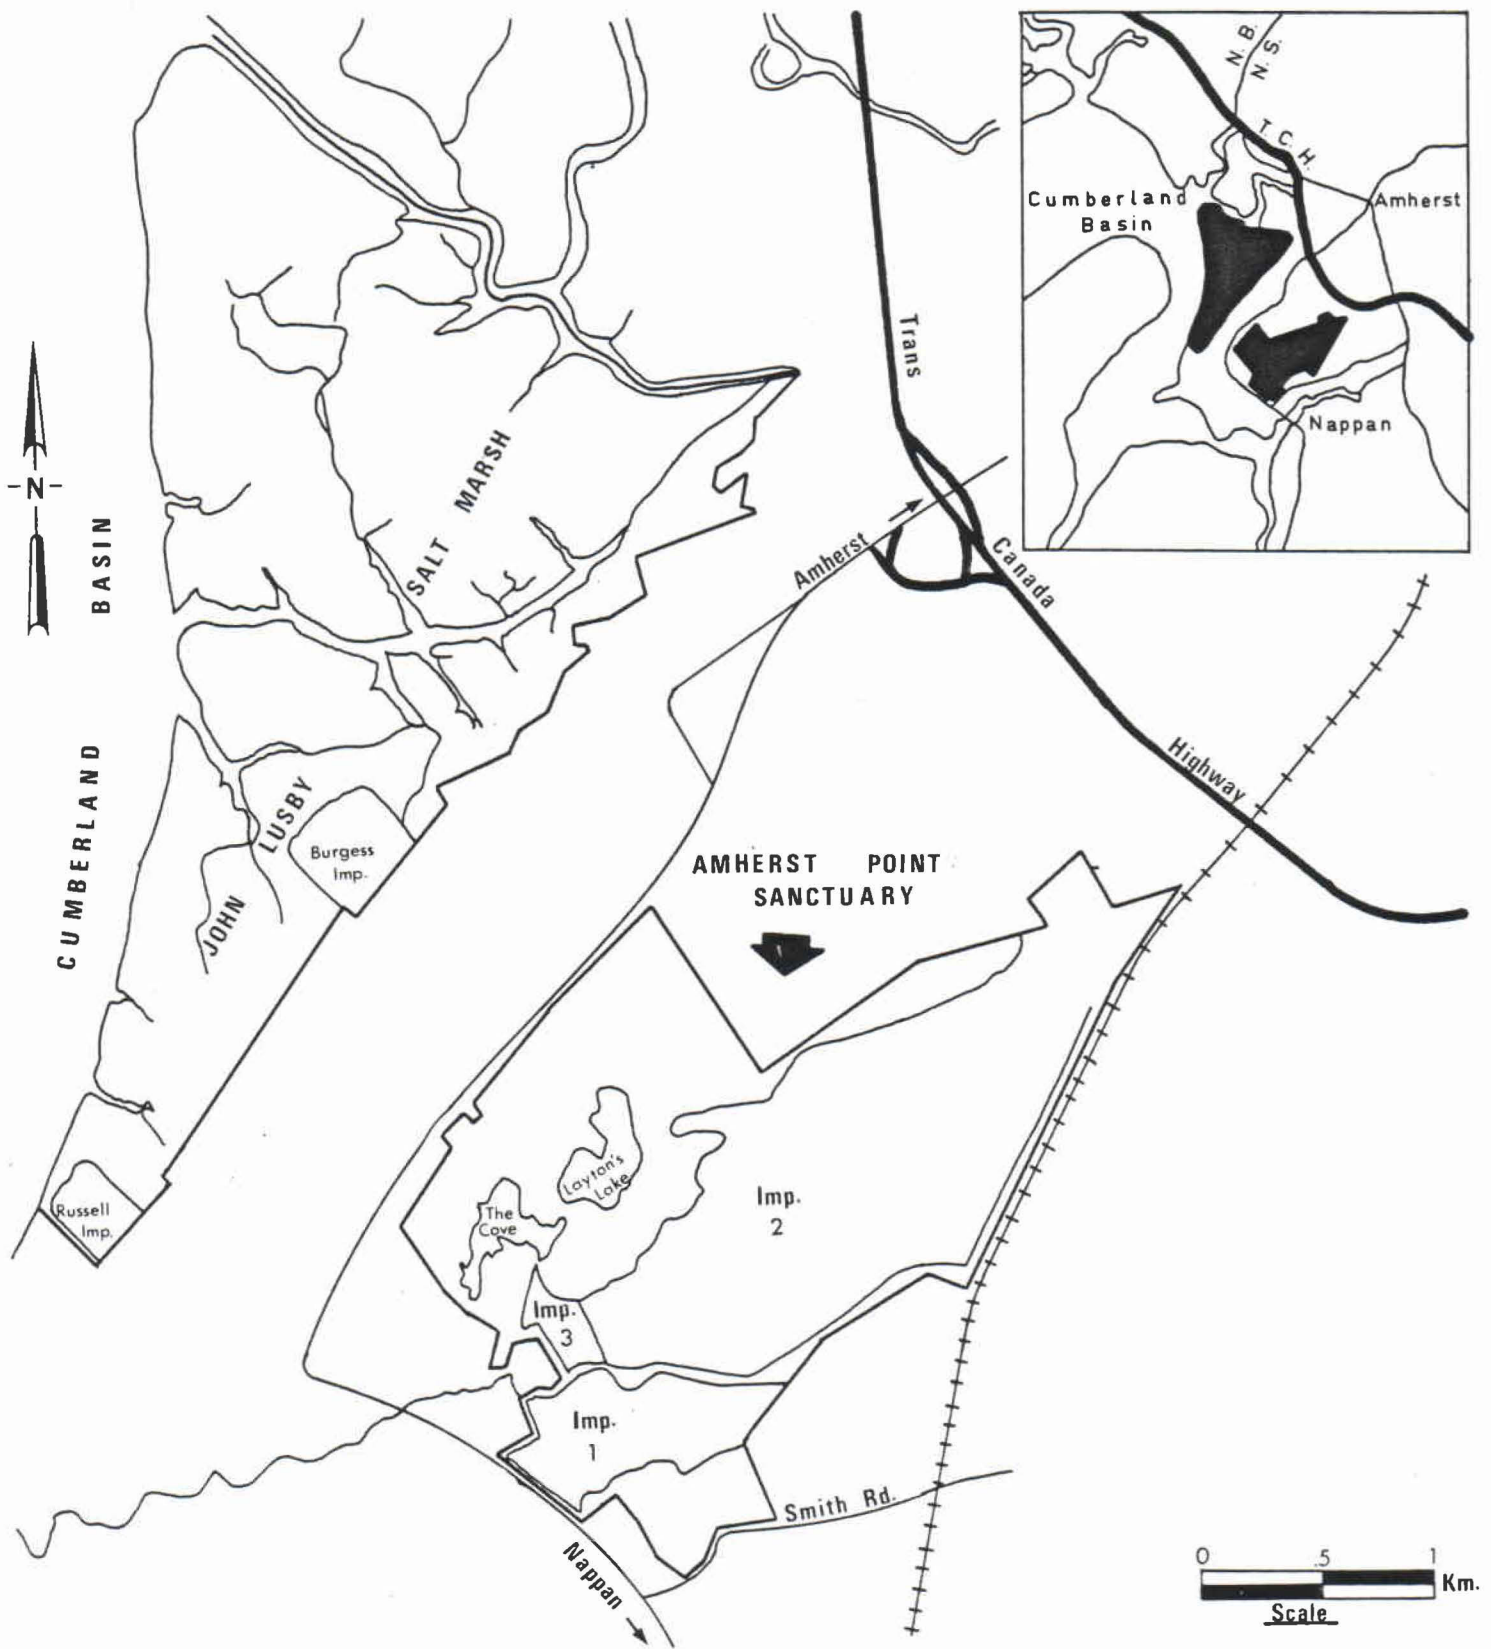 N. B.
N. S.
T. C. H.
Cumberland
Basin
Amherst
Nappan
Trans
Canada
Highway
Amherst
-N-
CUMBERLAND BASIN
JOHN LUSBY SALT MARSH
Burgess
Imp.
Russell
Imp.
AMHERST POINT
SANCTUARY
Layton's
Lake
The
Cove
Imp.
2
Imp.
3
Imp.
1
Smith Rd.
Nappan
0 .5 1
Km.
Scale